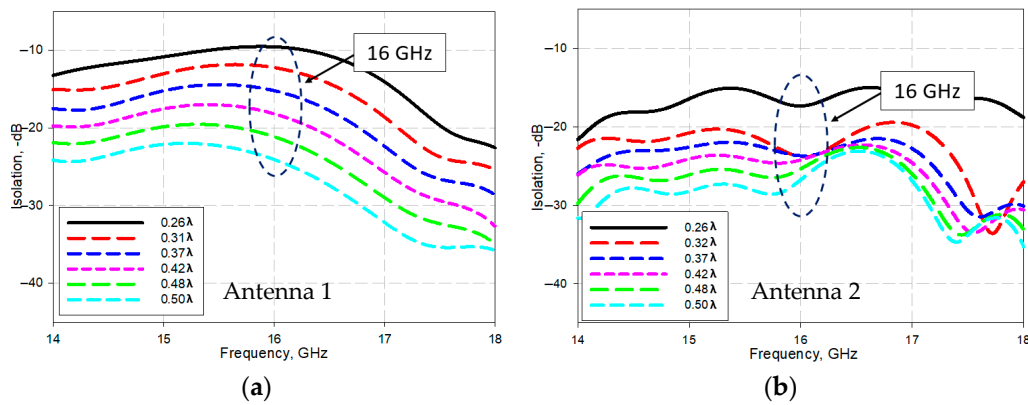 −10
−20
−30
−40
Isolation, -dB
16 GHz
0.26λ
0.31λ
0.37λ
0.42λ
0.48λ
0.50λ
Antenna 1
14 15 16 17 18
Frequency, GHz
(a)
−10
−20
−30
−40
Isolation, -dB
16 GHz
0.26λ
0.32λ
0.37λ
0.42λ
0.48λ
0.50λ
Antenna 2
14 15 16 17 18
Frequency, GHz
(b)